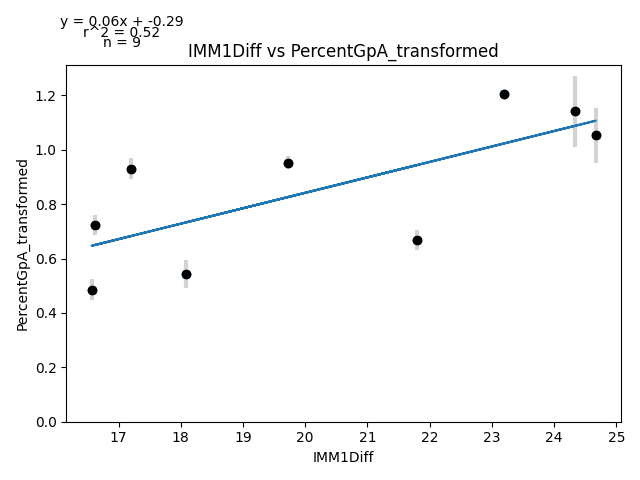 y = 0.06x + -0.29
r^2 = 0.52
n = 9
IMM1Diff vs PercentGpA_transformed
PercentGpA_transformed
1.2
1.0
0.8
0.6
0.4
0.2
0.0
17 18 19 20 21 22 23 24 25
IMM1Diff